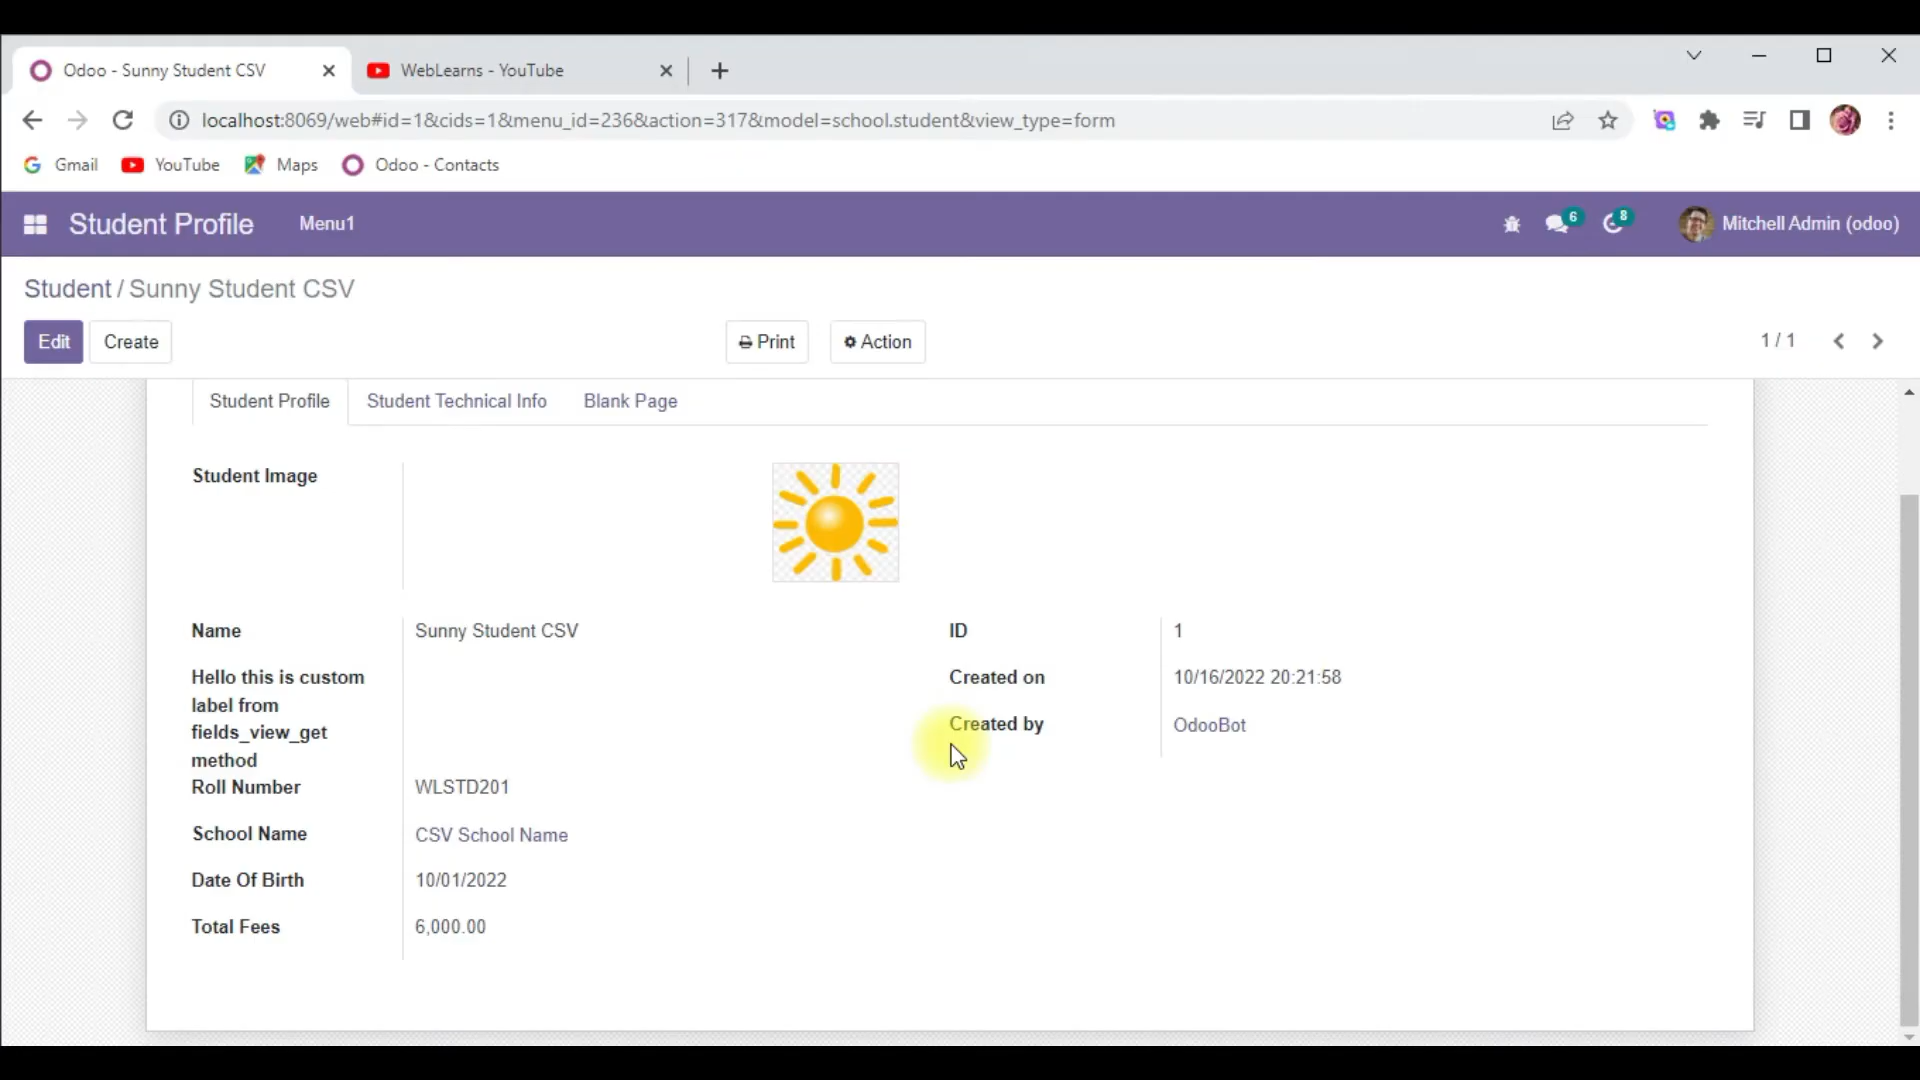 Odoo - Sunny Student CSV
WebLearns - YouTube
localhost:8069/web#id=1&cids=1&menu_id=236&action=317&model=school.student&view_type=form
Gmail
YouTube
Maps
Odoo - Contacts
Student Profile
Menu1
6
8
Mitchell Admin (odoo)
Student / Sunny Student CSV
Edit
Create
Print
Action
1 / 1
Student Profile
Student Technical Info
Blank Page
Student Image
Name
Sunny Student CSV
ID
1
Hello this is custom
label from
fields_view_get
method
Created on
10/16/2022 20:21:58
Created by
OdooBot
Roll Number
WLSTD201
School Name
CSV School Name
Date Of Birth
10/01/2022
Total Fees
6,000.00